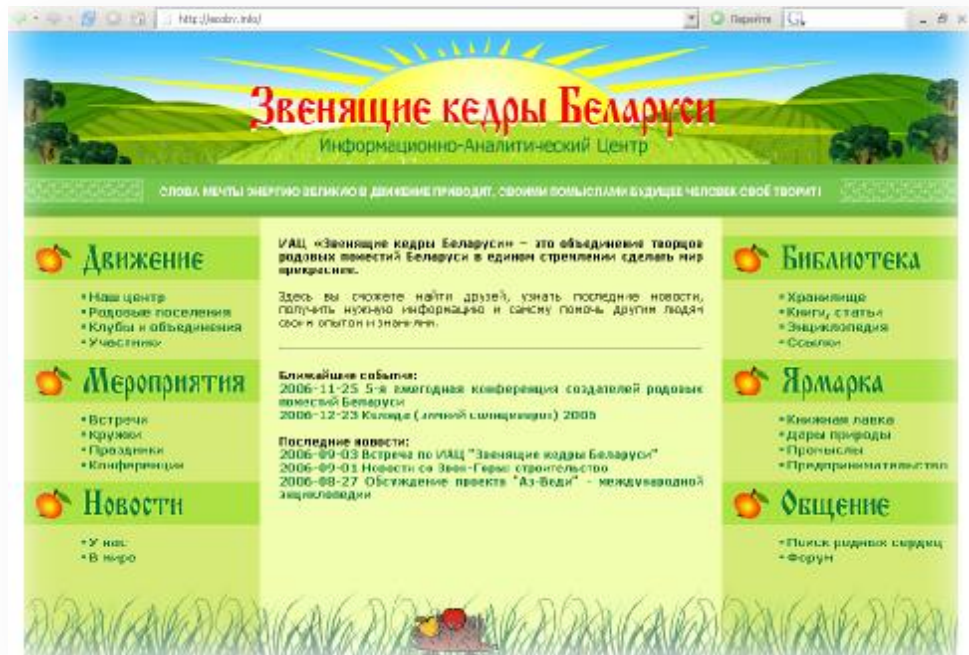 Перейти
Звенящие кедры Беларуси
Информационно-Аналитический Центр
СЛОВА МЕЧТЫ ЭНЕРГИЮ ВЕЛИКУЮ В ДВИЖЕНИЕ ПРИВОДЯТ, СВОИМИ ПОМЫСЛАМИ БУДУЩЕЕ ЧЕЛОВЕК СВОЁ ТВОРИТ!
Движение
• Наш центр
• Родовые поселения
• Клубы и объединения
• Участники
Мероприятия
• Встречи
• Кружки
• Праздники
• Конференции
Новости
• У нас
• В мире
ИАЦ «Звенящие кедры Беларуси» – это объединение творцов
родовых поместий Беларуси в едином стремлении сделать мир
прекраснее.
Здесь вы сможете найти друзей, узнать последние новости,
получить нужную информацию и самому помочь другим людям
своим опытом и знаниями.
Ближайшие события:
2006-11-25 5-я ежегодная конференция создателей родовых
поместий Беларуси
2006-12-23 Коляда (зимний солнцеворот) 2006
Последние новости:
2006-09-03 Встреча по ИАЦ "Звенящие кедры Беларуси"
2006-09-01 Новости со Звон-Горы: строительство
2006-08-27 Обсуждение проекта "Аз-Веди" - международной
энциклопедии
Библиотека
• Хранилище
• Книги, статьи
• Энциклопедия
• Ссылки
Ярмарка
• Книжная лавка
• Дары природы
• Промыслы
• Предпринимательство
Общение
• Поиск родных сердец
• Форум